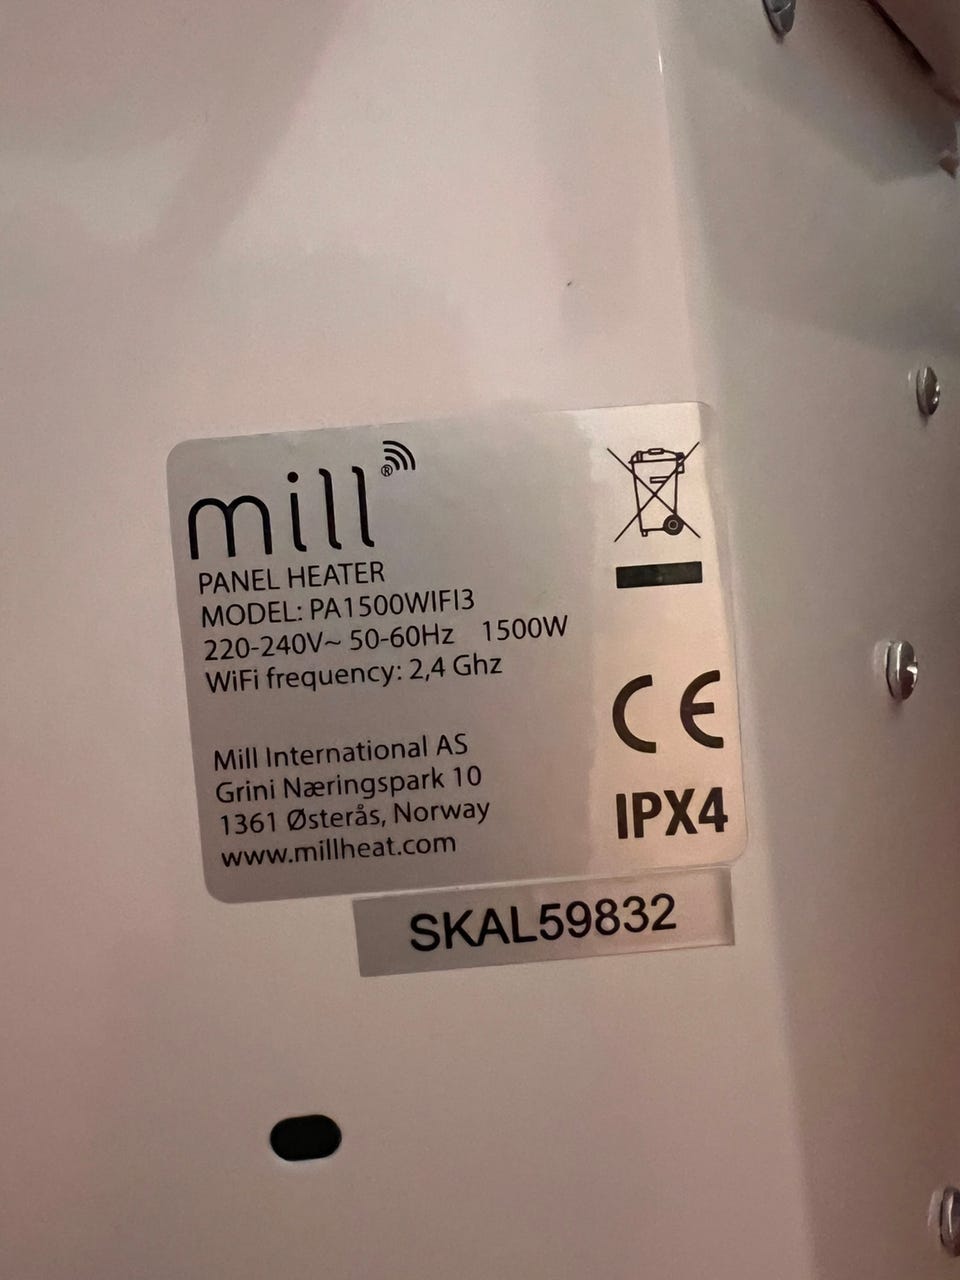 mill®
PANEL HEATER
MODEL: PA1500WIFI3
220-240V~ 50-60Hz 1500W
WiFi frequency: 2,4 Ghz
Mill International AS
Grini Næringspark 10
1361 Østerås, Norway
www.millheat.com
CE
IPX4
SKAL59832